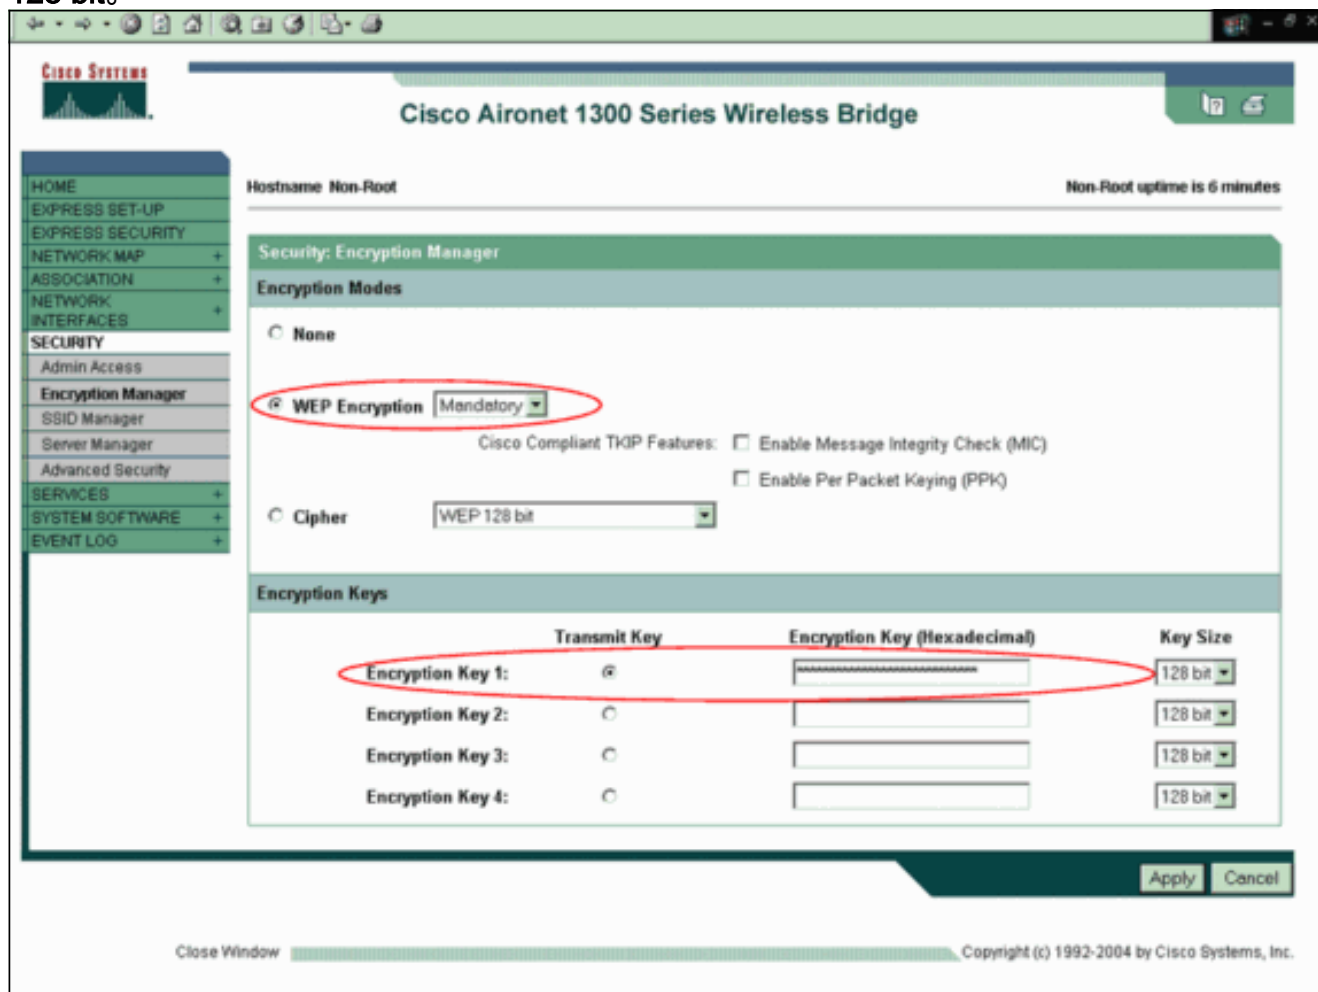 128 bit。
CISCO SYSTEMS
Cisco Aironet 1300 Series Wireless Bridge
HOME
EXPRESS SET-UP
EXPRESS SECURITY
NETWORK MAP +
ASSOCIATION +
NETWORK
INTERFACES +
SECURITY
Admin Access
Encryption Manager
SSID Manager
Server Manager
Advanced Security
SERVICES +
SYSTEM SOFTWARE +
EVENT LOG +
Hostname Non-Root Non-Root uptime is 6 minutes
Security: Encryption Manager
Encryption Modes
None
WEP Encryption Mandatory
Cisco Compliant TKIP Features: Enable Message Integrity Check (MIC)
Enable Per Packet Keying (PPK)
Cipher WEP 128 bit
Encryption Keys
Transmit Key Encryption Key (Hexadecimal) Key Size
Encryption Key 1: 128 bit
Encryption Key 2: 128 bit
Encryption Key 3: 128 bit
Encryption Key 4: 128 bit
Apply Cancel
Close Window Copyright (c) 1992-2004 by Cisco Systems, Inc.